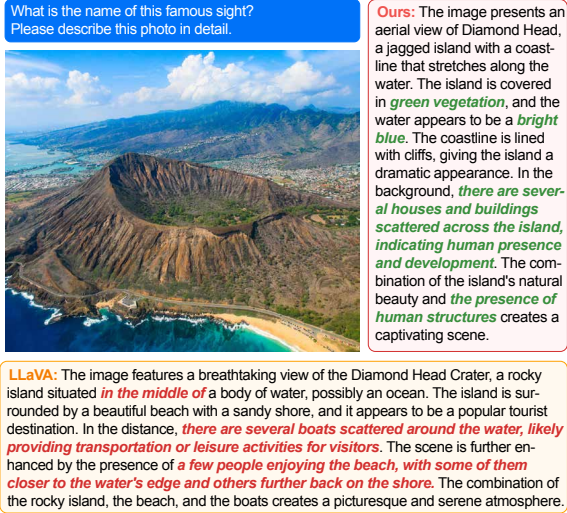 What is the name of this famous sight?
Please describe this photo in detail.
Ours: The image presents an
aerial view of Diamond Head,
a jagged island with a coast-
line that stretches along the
water. The island is covered
in green vegetation, and the
water appears to be a bright
blue. The coastline is lined
with cliffs, giving the island a
dramatic appearance. In the
background, there are sever-
al houses and buildings
scattered across the island,
indicating human presence
and development. The com-
bination of the island's natural
beauty and the presence of
human structures creates a
captivating scene.
LLaVA: The image features a breathtaking view of the Diamond Head Crater, a rocky
island situated in the middle of a body of water, possibly an ocean. The island is sur-
rounded by a beautiful beach with a sandy shore, and it appears to be a popular tourist
destination. In the distance, there are several boats scattered around the water, likely
providing transportation or leisure activities for visitors. The scene is further en-
hanced by the presence of a few people enjoying the beach, with some of them
closer to the water's edge and others further back on the shore. The combination of
the rocky island, the beach, and the boats creates a picturesque and serene atmosphere.